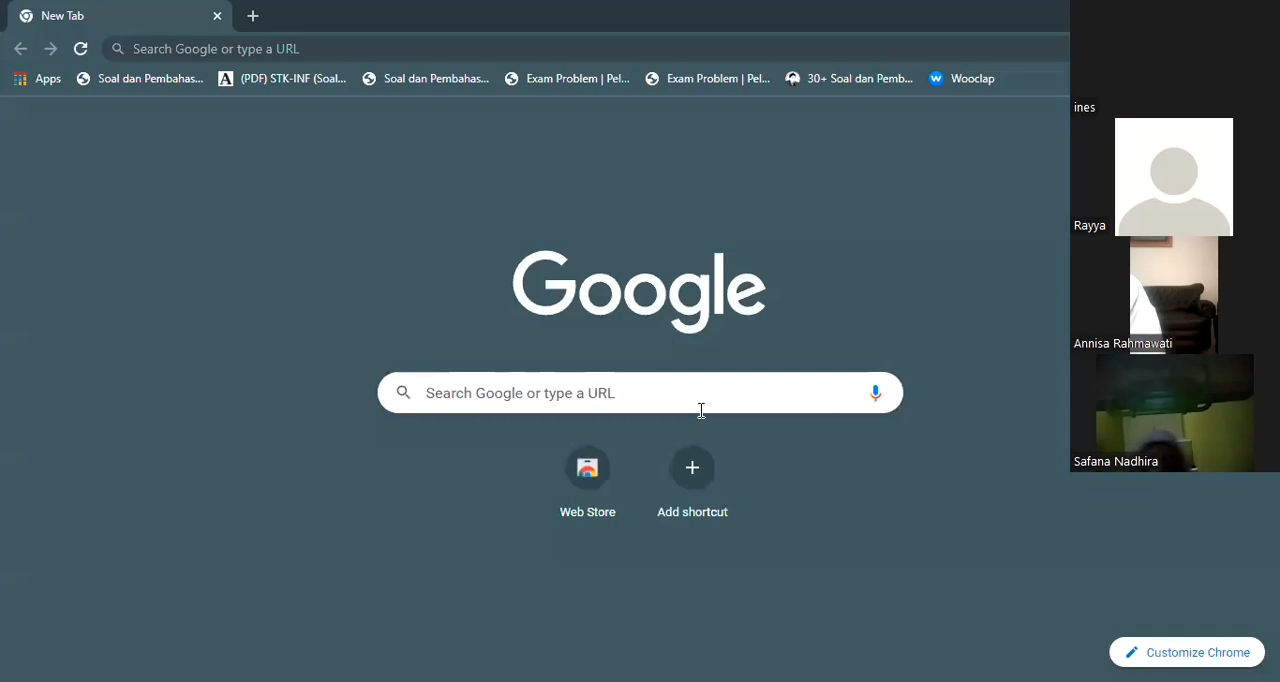 New Tab
Search Google or type a URL
Apps
Soal dan Pembahas...
(PDF) STK-INF (Soal...
Soal dan Pembahas...
Exam Problem | Pel...
Exam Problem | Pel...
30+ Soal dan Pemb...
Wooclap
Google
Search Google or type a URL
Web Store
Add shortcut
Customize Chrome
ines
Rayya
Annisa Rahmawati
Safana Nadhira